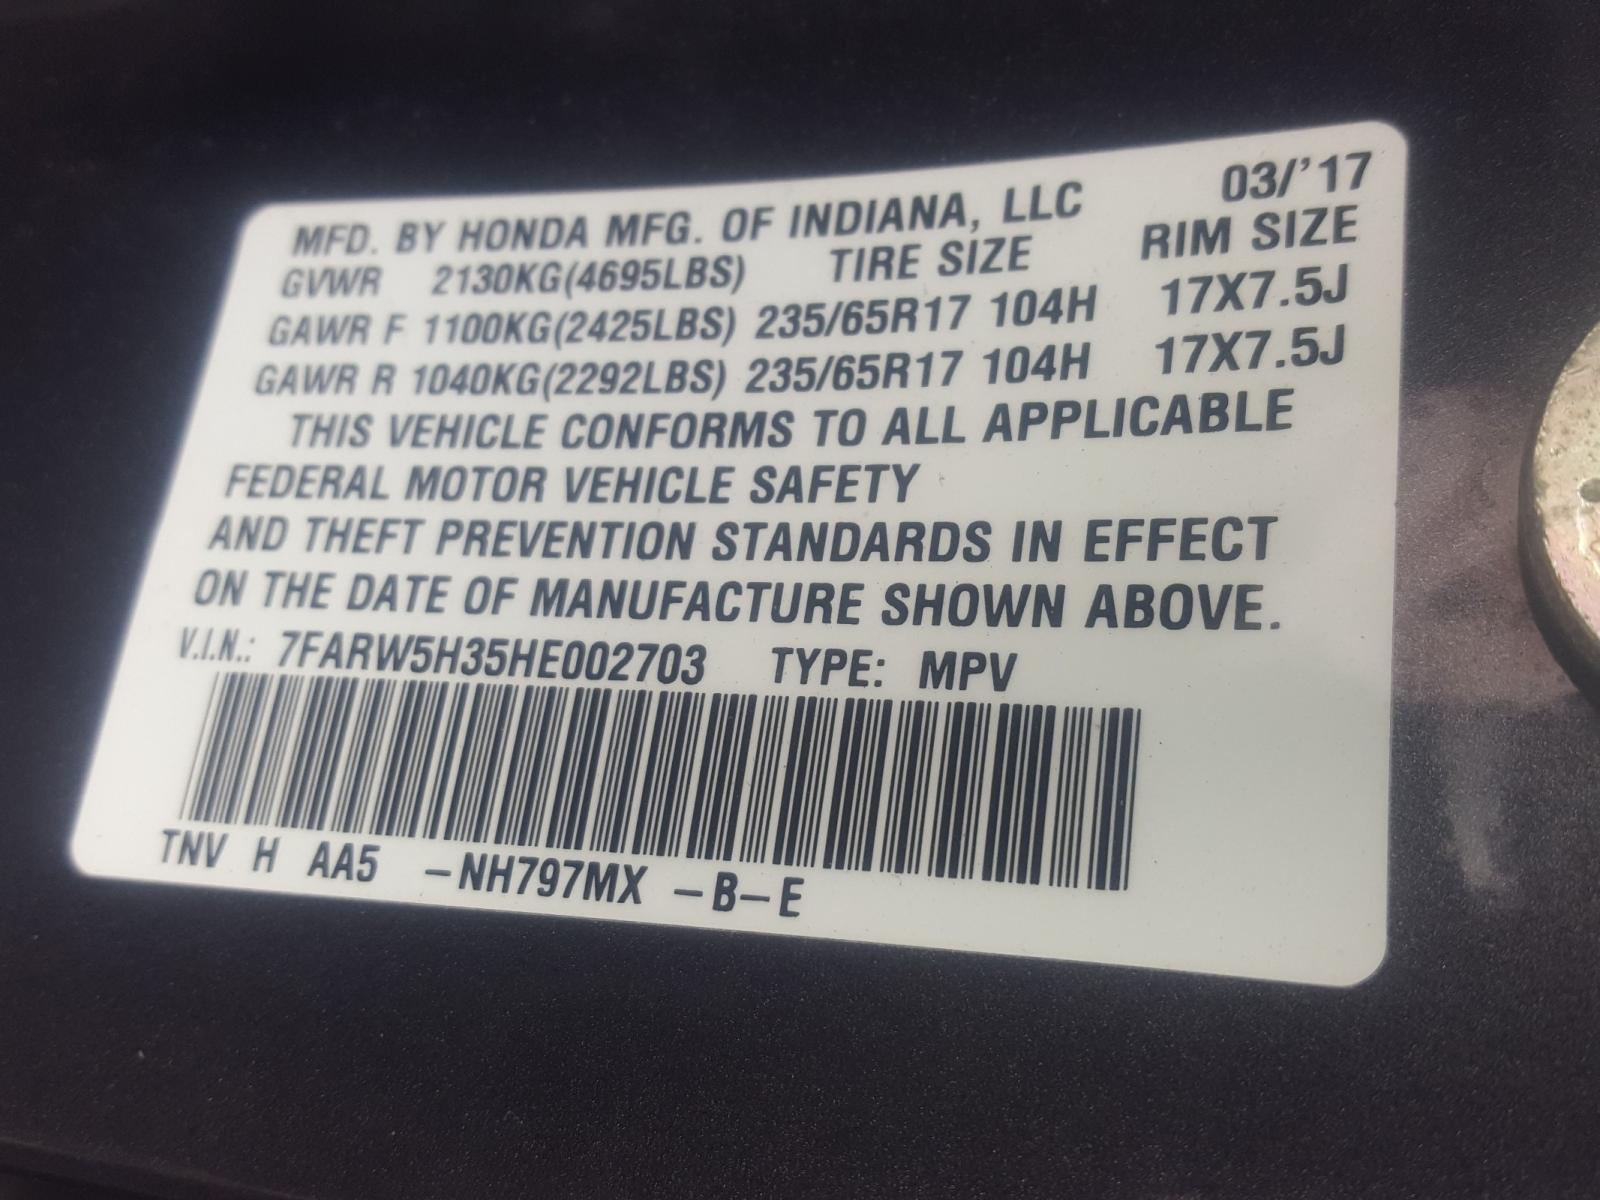 MFD. BY HONDA MFG. OF INDIANA, LLC 03/'17
GVWR 2130KG(4695LBS) TIRE SIZE RIM SIZE
GAWR F 1100KG(2425LBS) 235/65R17 104H 17X7.5J
GAWR R 1040KG(2292LBS) 235/65R17 104H 17X7.5J
THIS VEHICLE CONFORMS TO ALL APPLICABLE
FEDERAL MOTOR VEHICLE SAFETY
AND THEFT PREVENTION STANDARDS IN EFFECT
ON THE DATE OF MANUFACTURE SHOWN ABOVE.
V.I.N.: 7FARW5H35HE002703 TYPE: MPV
TNV H AA5 -NH797MX -B-E